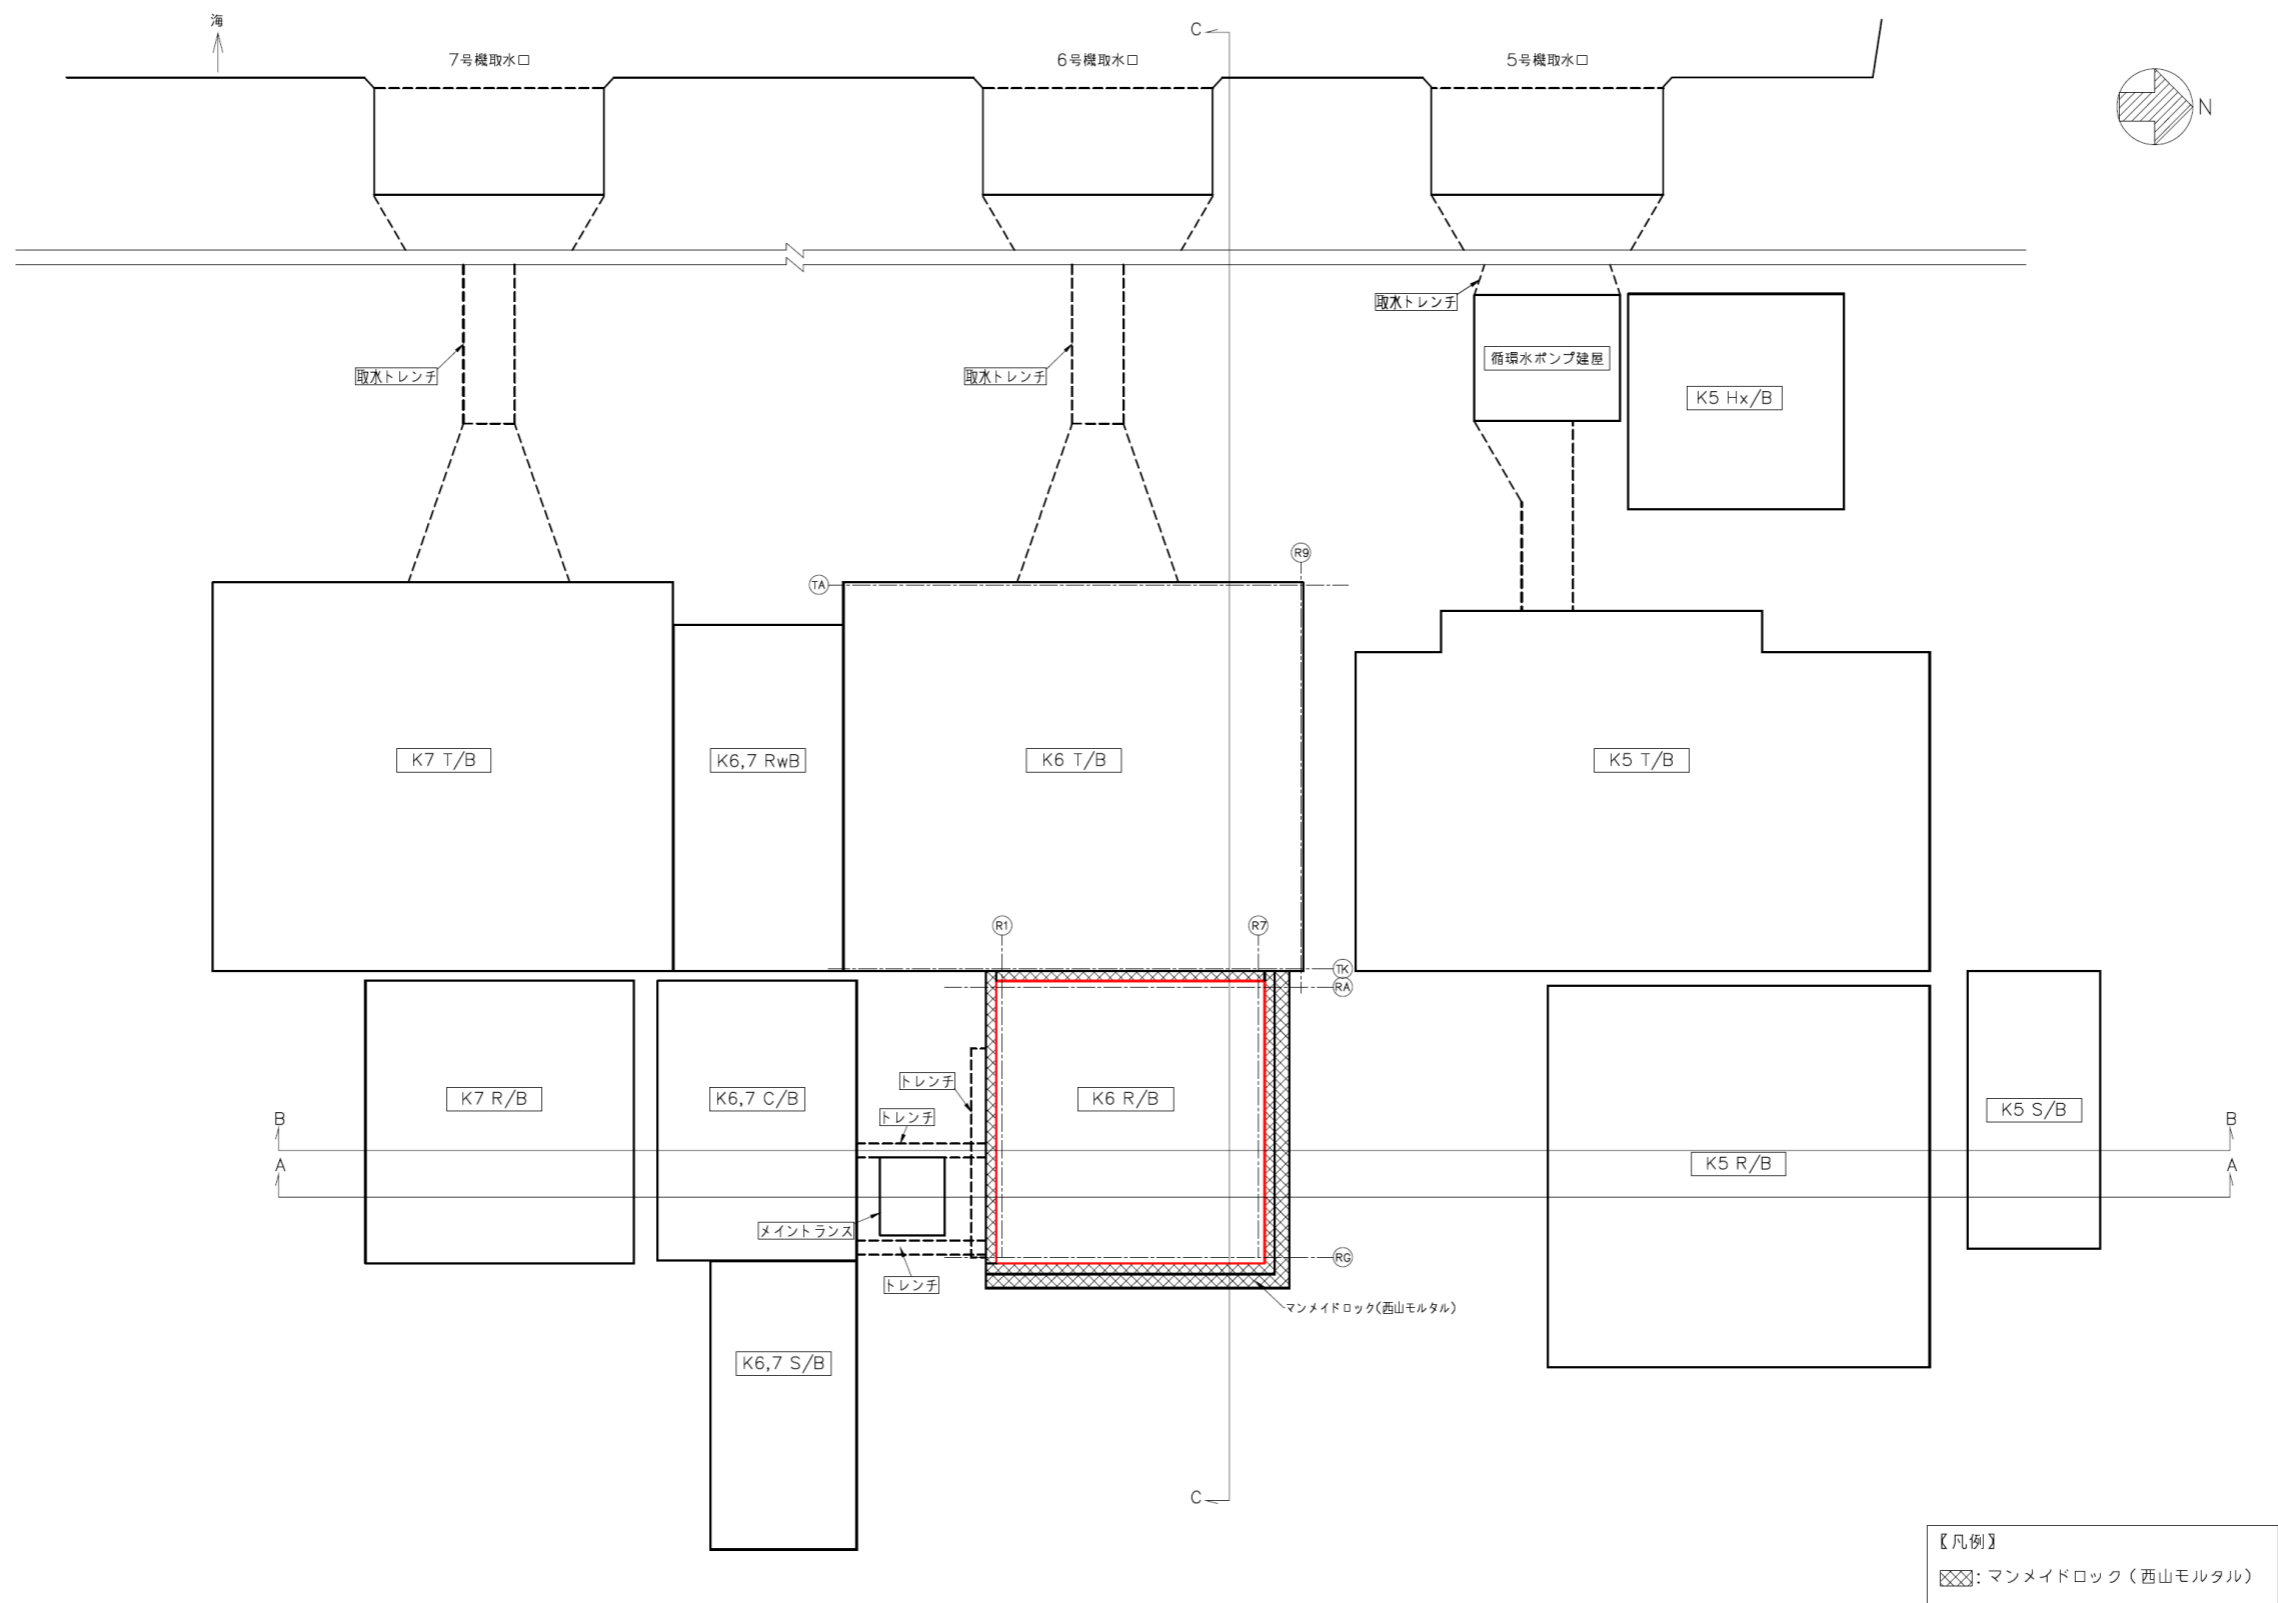 海
7号機取水口
6号機取水口
5号機取水口
C
N
取水トレンチ
取水トレンチ
取水トレンチ
循環水ポンプ建屋
K5 Hx/B
R9
TA
K7 T/B
K6,7 RwB
K6 T/B
K5 T/B
R1
R7
TK
RA
K7 R/B
K6,7 C/B
トレンチ
トレンチ
K6 R/B
K5 S/B
B
B
A
A
K5 R/B
メイントランス
トレンチ
RG
マンメイドロック(西山モルタル)
K6,7 S/B
C
〖凡例〗
: マンメイドロック(西山モルタル)